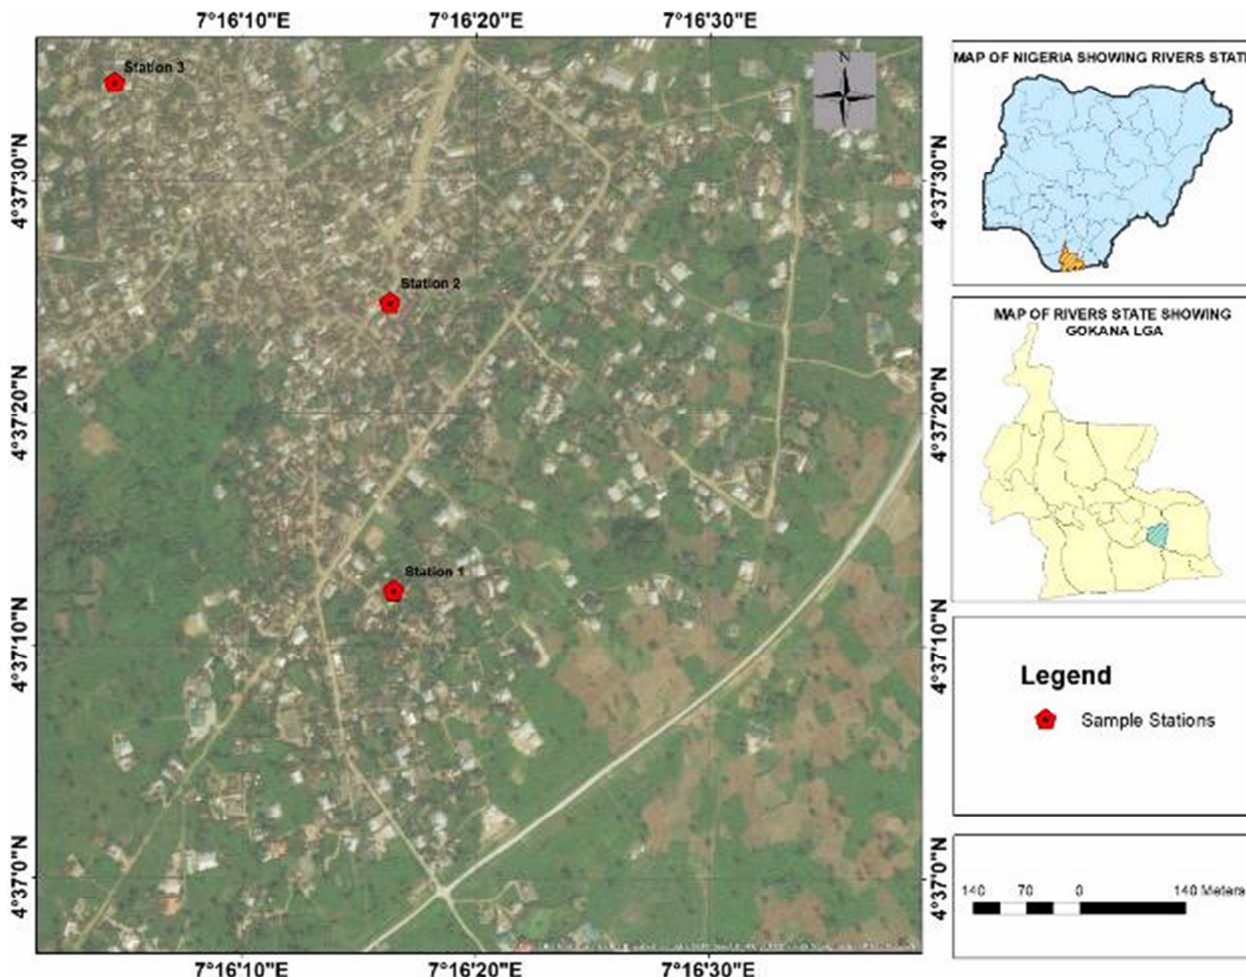 7°16'10"E 7°16'20"E 7°16'30"E
Station 3
N
4°37'30"N
4°37'30"N
Station 2
4°37'20"N
4°37'20"N
Station 1
4°37'10"N
4°37'10"N
4°37'0"N
4°37'0"N
7°16'10"E 7°16'20"E 7°16'30"E
MAP OF NIGERIA SHOWING RIVERS STATE
MAP OF RIVERS STATE SHOWING
GOKANA LGA
Legend
Sample Stations
140 70 0 140 Meters